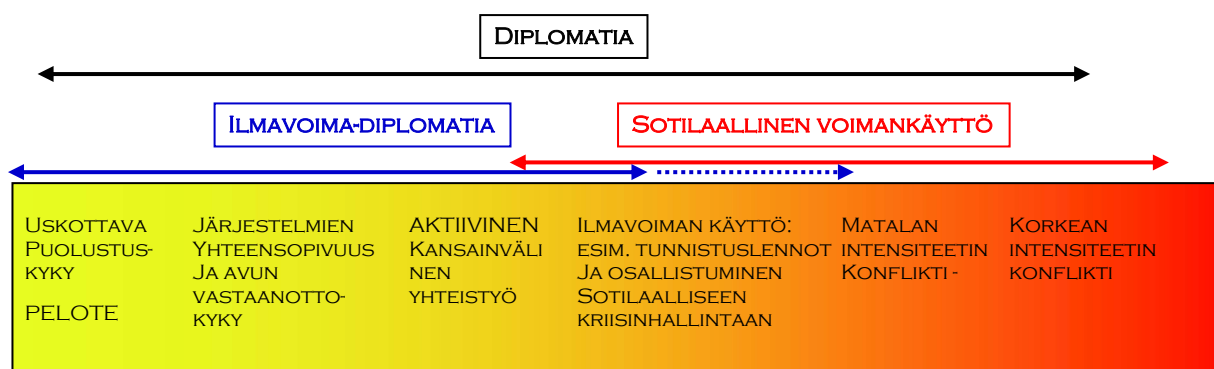 Diplomatia
Ilmavoima-diplomatia
Sotilaallinen voimankäyttö
Uskottava
Puolustus-
kyky
PELOTE
Järjestelmien
Yhteensopivuus
Ja avun
vastaanotto-
kyky
AKTIIVINEN
Kansainväli
nen
yhteistyö
Ilmavoiman käyttö:
esim. tunnistuslennot
Ja osallistuminen
Sotilaalliseen
kriisinhallintaan
Matalan
intensiteetin
Konflikti -
Korkean
intensiteetin
konflikti